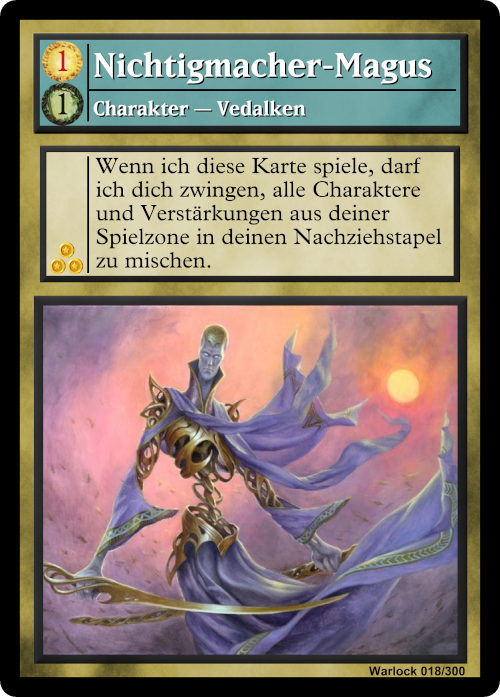 1 Nichtigmacher-Magus
1 Charakter — Vedalken
Wenn ich diese Karte spiele, darf
ich dich zwingen, alle Charaktere
und Verstärkungen aus deiner
Spielzone in deinen Nachziehstapel
zu mischen.
Warlock 018/300